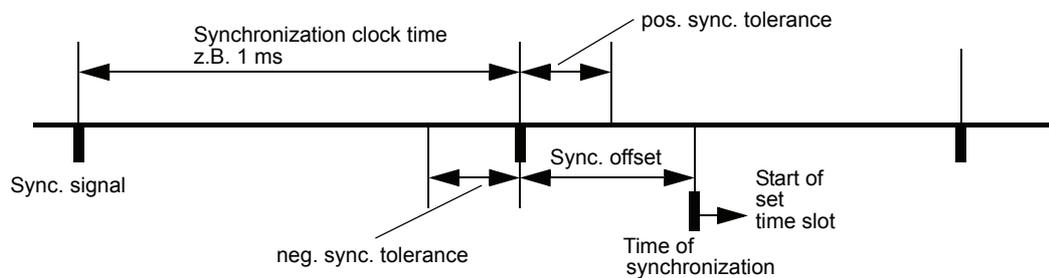 pos. sync. tolerance
Synchronization clock time
z.B. 1 ms
Sync. signal
Sync. offset
Start of
set
time slot
neg. sync. tolerance
Time of
synchronization